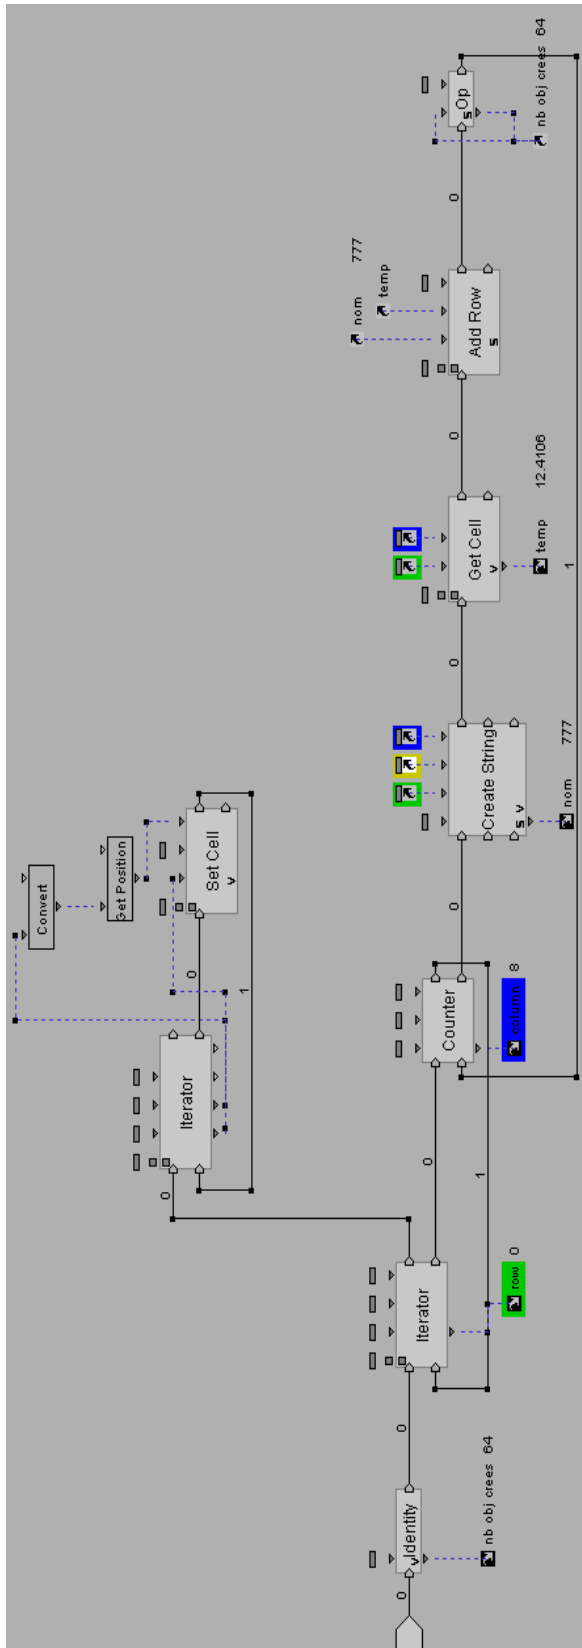 Convert
Get Position
0
Iterator
0
Set Cell
1
0
Identity
nb obj crees 64
0
Iterator
row 0
0
1
Counter
column 8
0
Create String
nom 777
0
Get Cell
temp 12.4106
0
nom 777
temp
Add Row
0
Op
nb obj crees 64
1